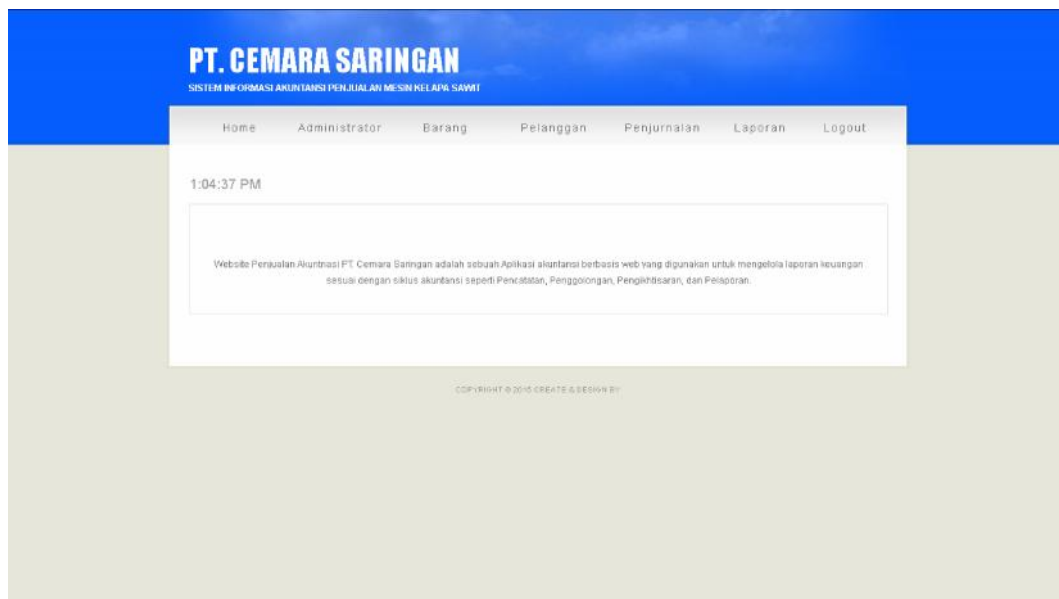 PT. CEMARA SARINGAN
SISTEM INFORMASI AKUNTANSI PENJUALAN MESIN KELAPA SAWIT
Home Administrator Barang Pelanggan Penjurnalan Laporan Logout
1:04:37 PM
Website Penjualan Akuntnasi PT. Cemara Saringan adalah sebuah Aplikasi akuntansi berbasis web yang digunakan untuk mengelola laporan keuangan
sesuai dengan siklus akuntansi seperti Pencatatan, Penggolongan, Pengikhtisaran, dan Pelaporan.
COPYRIGHT © 2015 CREATE & DESIGN BY